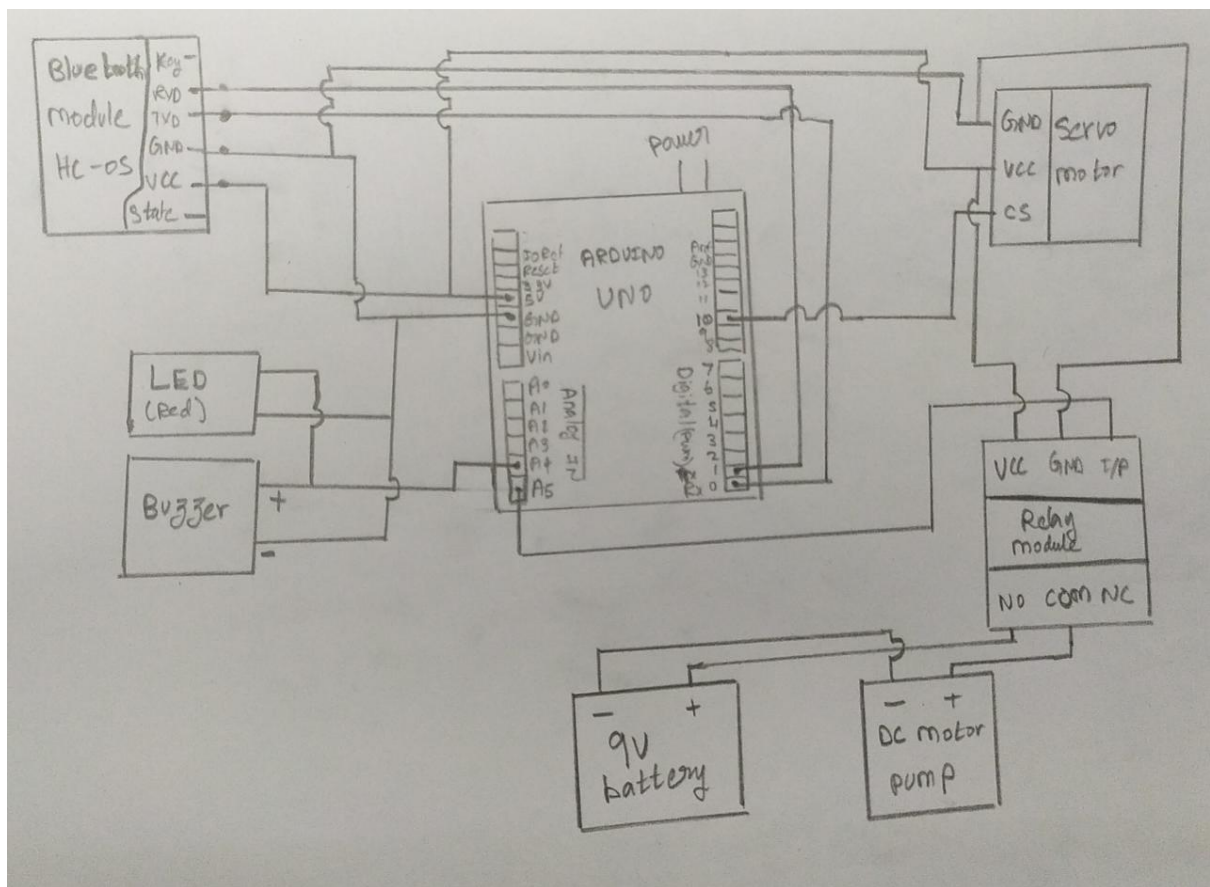 Bluetooth
module
HC-05
Key
RXD
TXD
GND
VCC
State
power
ARDUINO
UNO
IORef
Reset
3.3V
5V
GND
GND
Vin
A0
A1
A2
A3
A4
A5
Analog IN
Aref
Gnd
13
12
11
10
9
8
7
6
5
4
3
2
1
0
GND
VCC
CS
Servo
motor
LED
(Red)
Buzzer
+
-
VCC GND I/P
Relay
module
NO COM NC
- +
9V
battery
- +
DC motor
pump